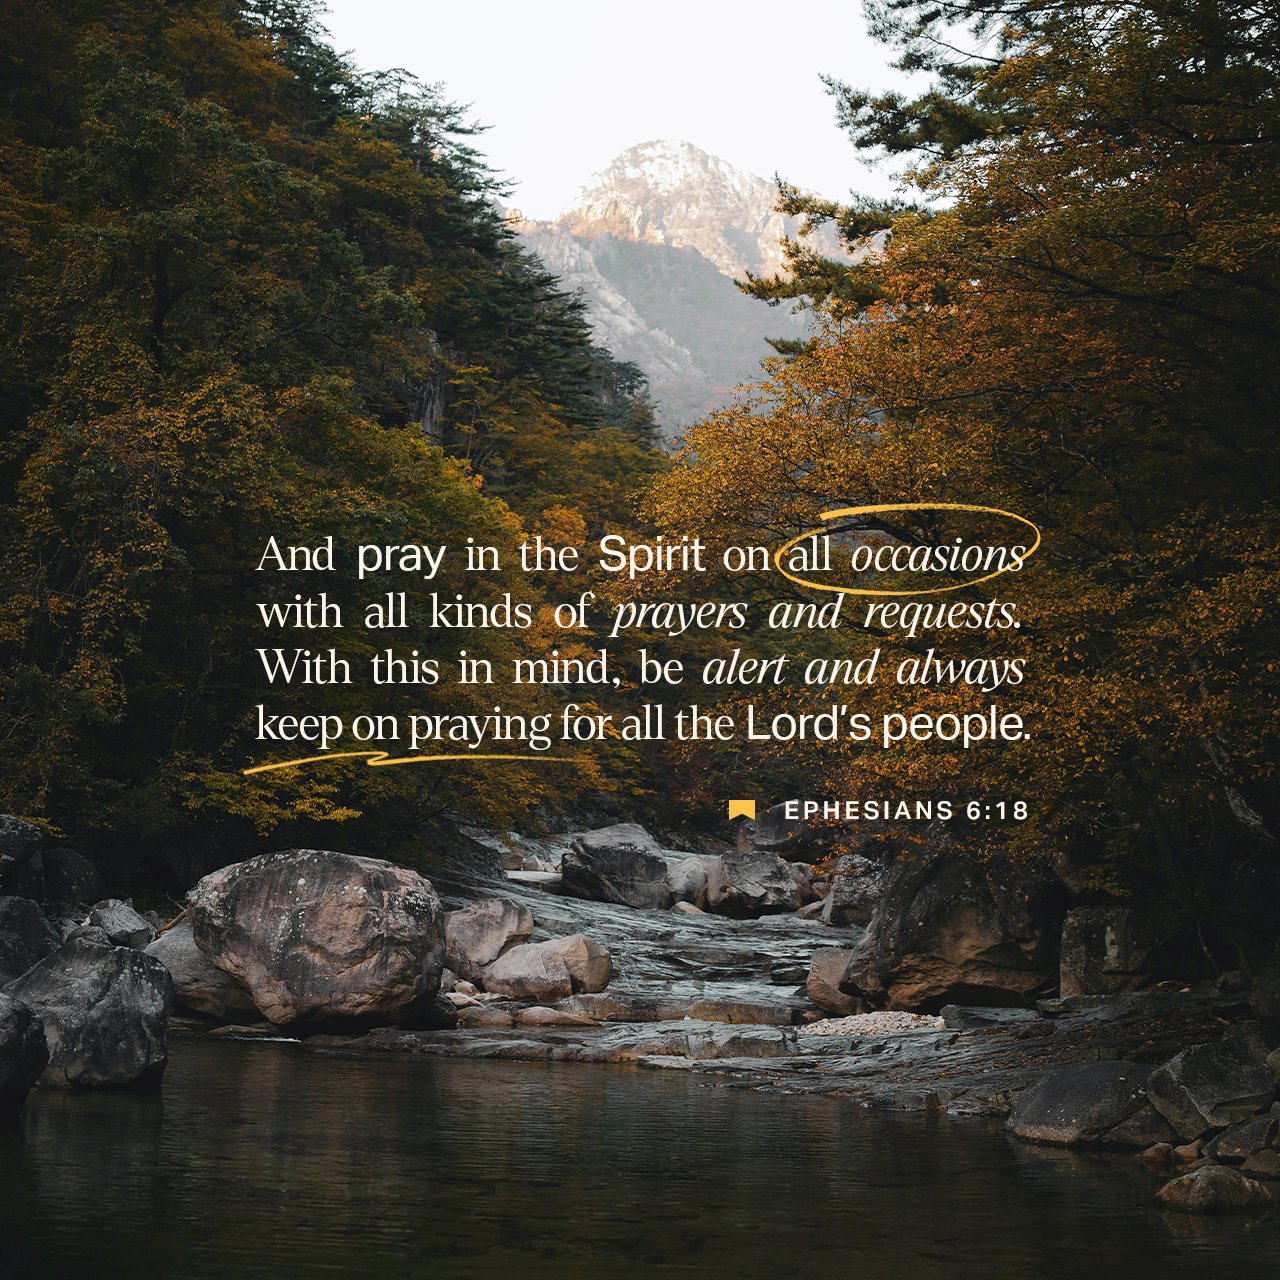 And pray in the Spirit on all occasions
with all kinds of prayers and requests.
With this in mind, be alert and always
keep on praying for all the Lord's people.
EPHESIANS 6:18